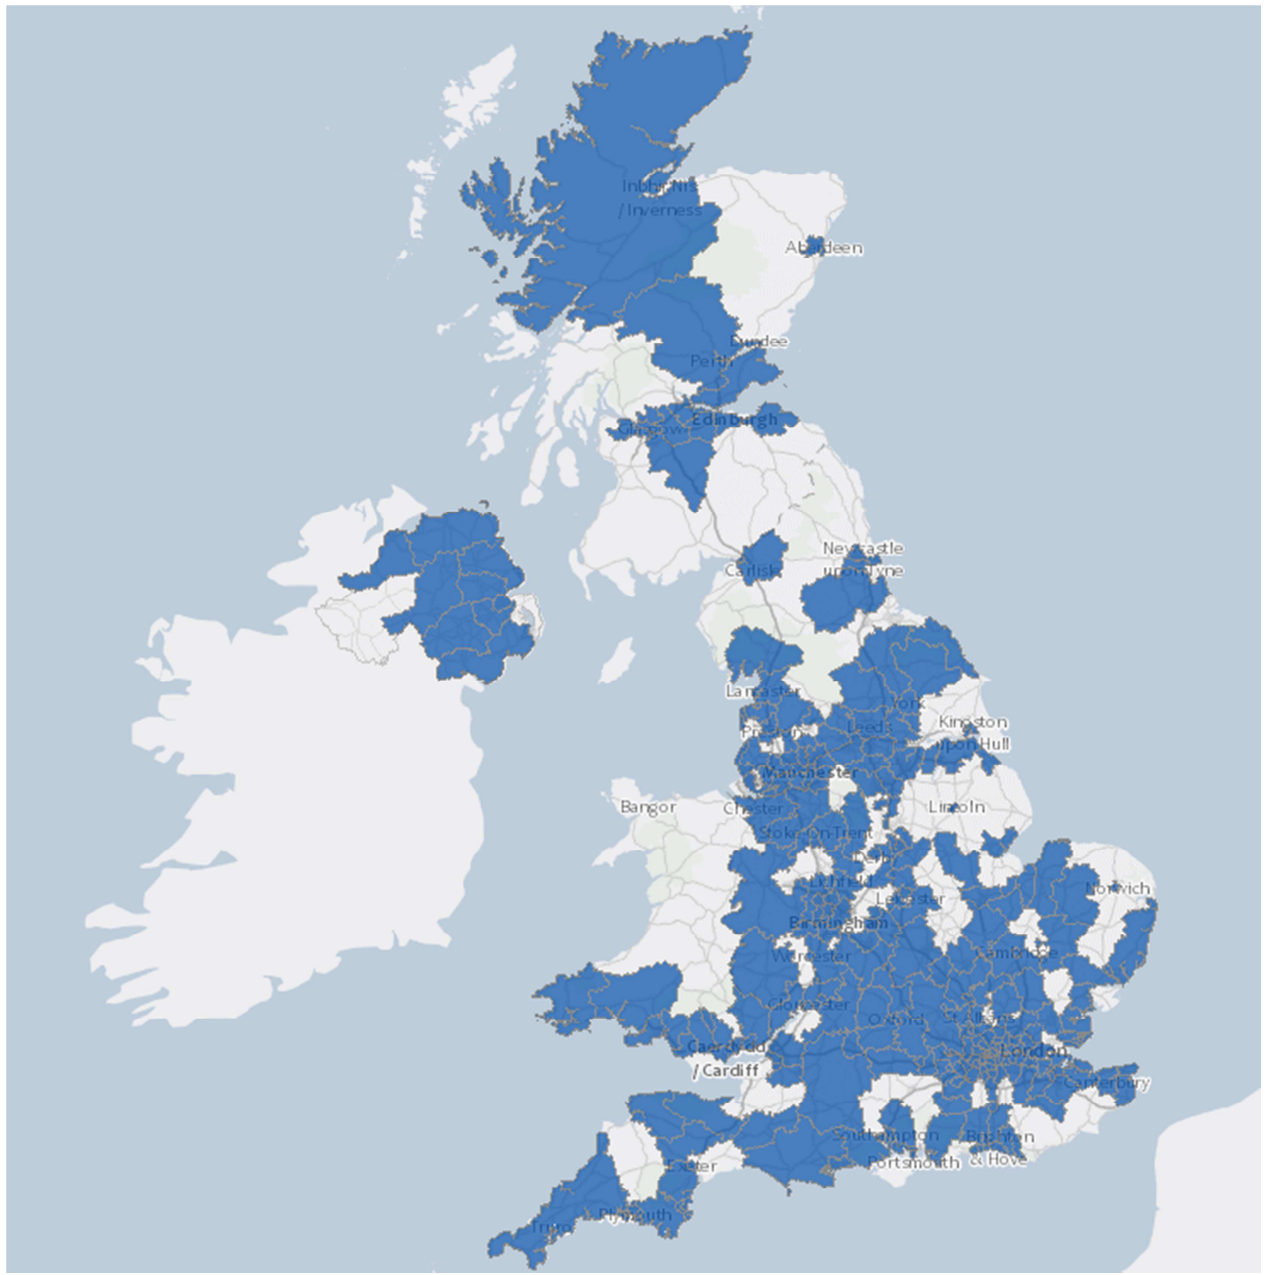 Inbhir Nis
/ Inverness
Aberdeen
Dundee
Perth
Edinburgh
Glasgow
Newcastle
upon Tyne
Carlisle
Lancaster
York
Kingston
upon Hull
Leeds
Preston
Manchester
Bangor
Chester
Lincoln
Stoke-On-Trent
Derby
Lichfield
Norwich
Leicester
Birmingham
Worcester
Cambridge
Gloucester
Oxford
St Albans
Caerdydd
/ Cardiff
London
Canterbury
Southampton
Brighton
& Hove
Portsmouth
Exeter
Plymouth
Truro